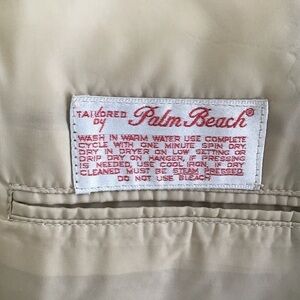 TAILORED by Palm Beach®
WASH IN WARM WATER USE COMPLETE
CYCLE WITH ONE MINUTE SPIN DRY
DRY IN DRYER ON LOW SETTING OR
DRIP DRY ON HANGER, IF PRESSING
IS NEEDED, USE COOL IRON. IF DRY
CLEANED MUST BE STEAM PRESSED.
DO NOT USE BLEACH